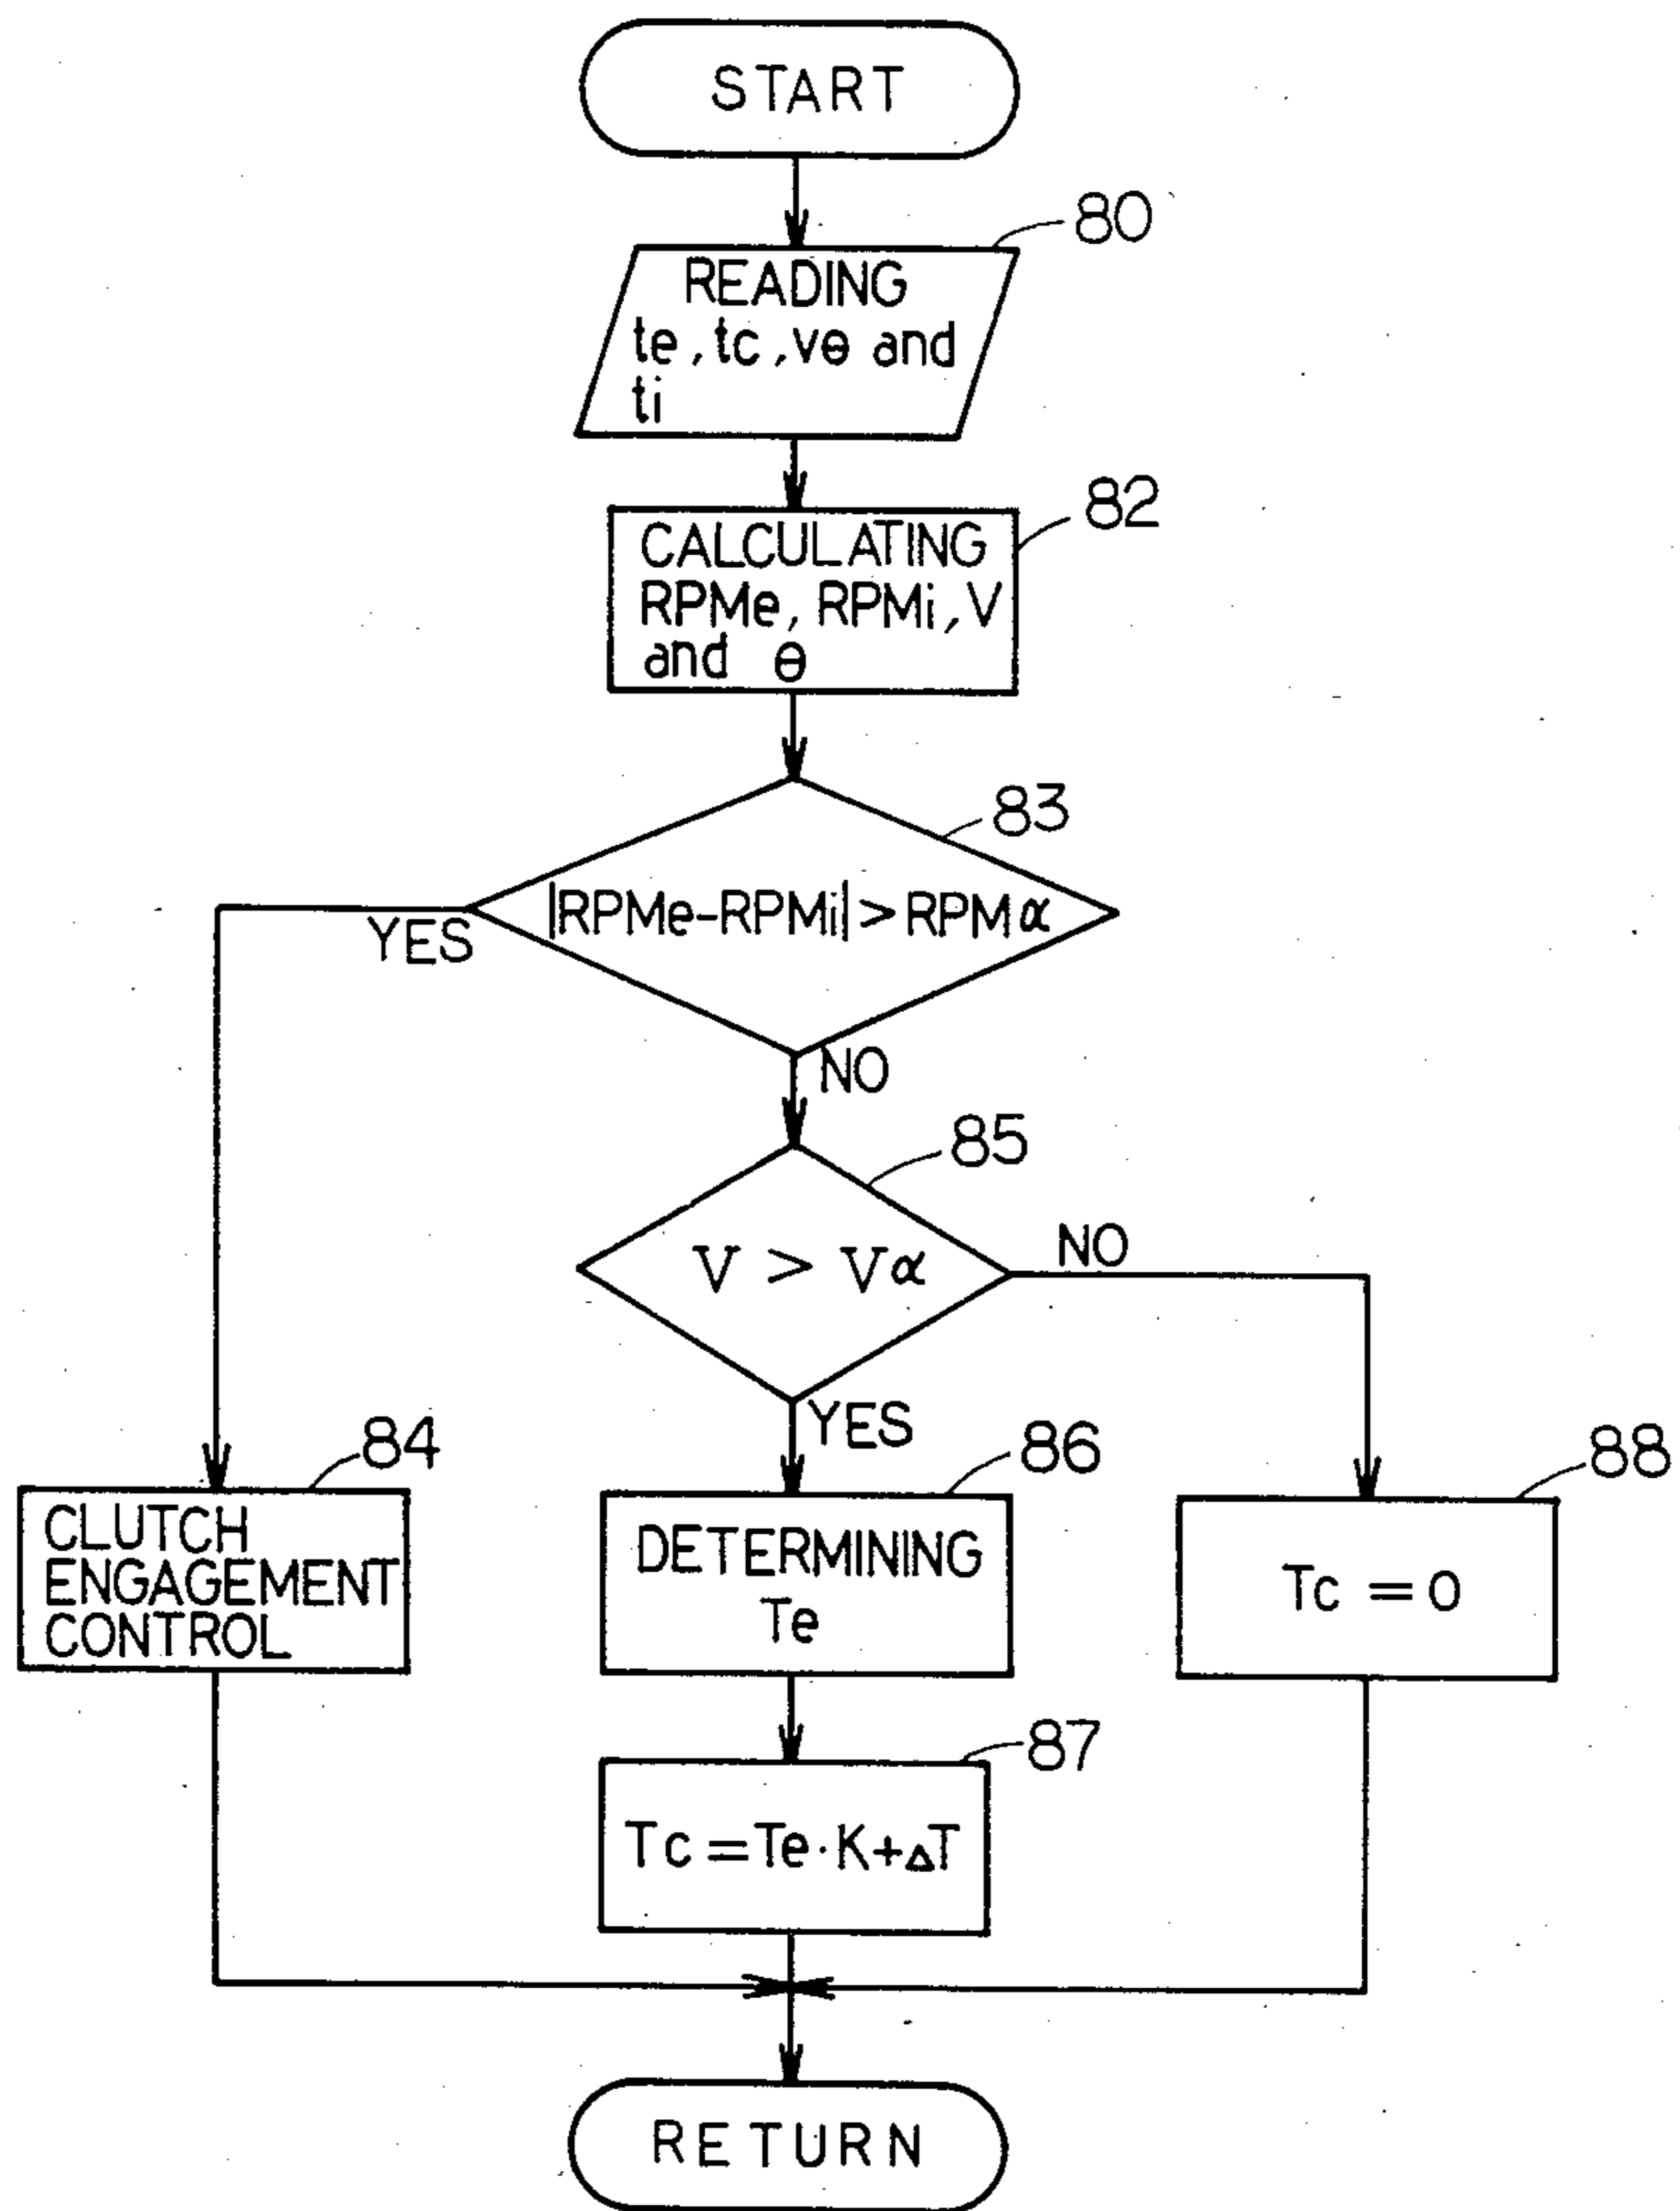 START
80
READING
te, tc, vθ and
ti
82
CALCULATING
RPMe, RPMi, V
and θ
83
|RPMe-RPMi| > RPMα
YES
NO
85
V > Vα
NO
YES
84
CLUTCH
ENGAGEMENT
CONTROL
86
DETERMINING
Te
88
Tc = 0
87
Tc = Te·K+ΔT
RETURN